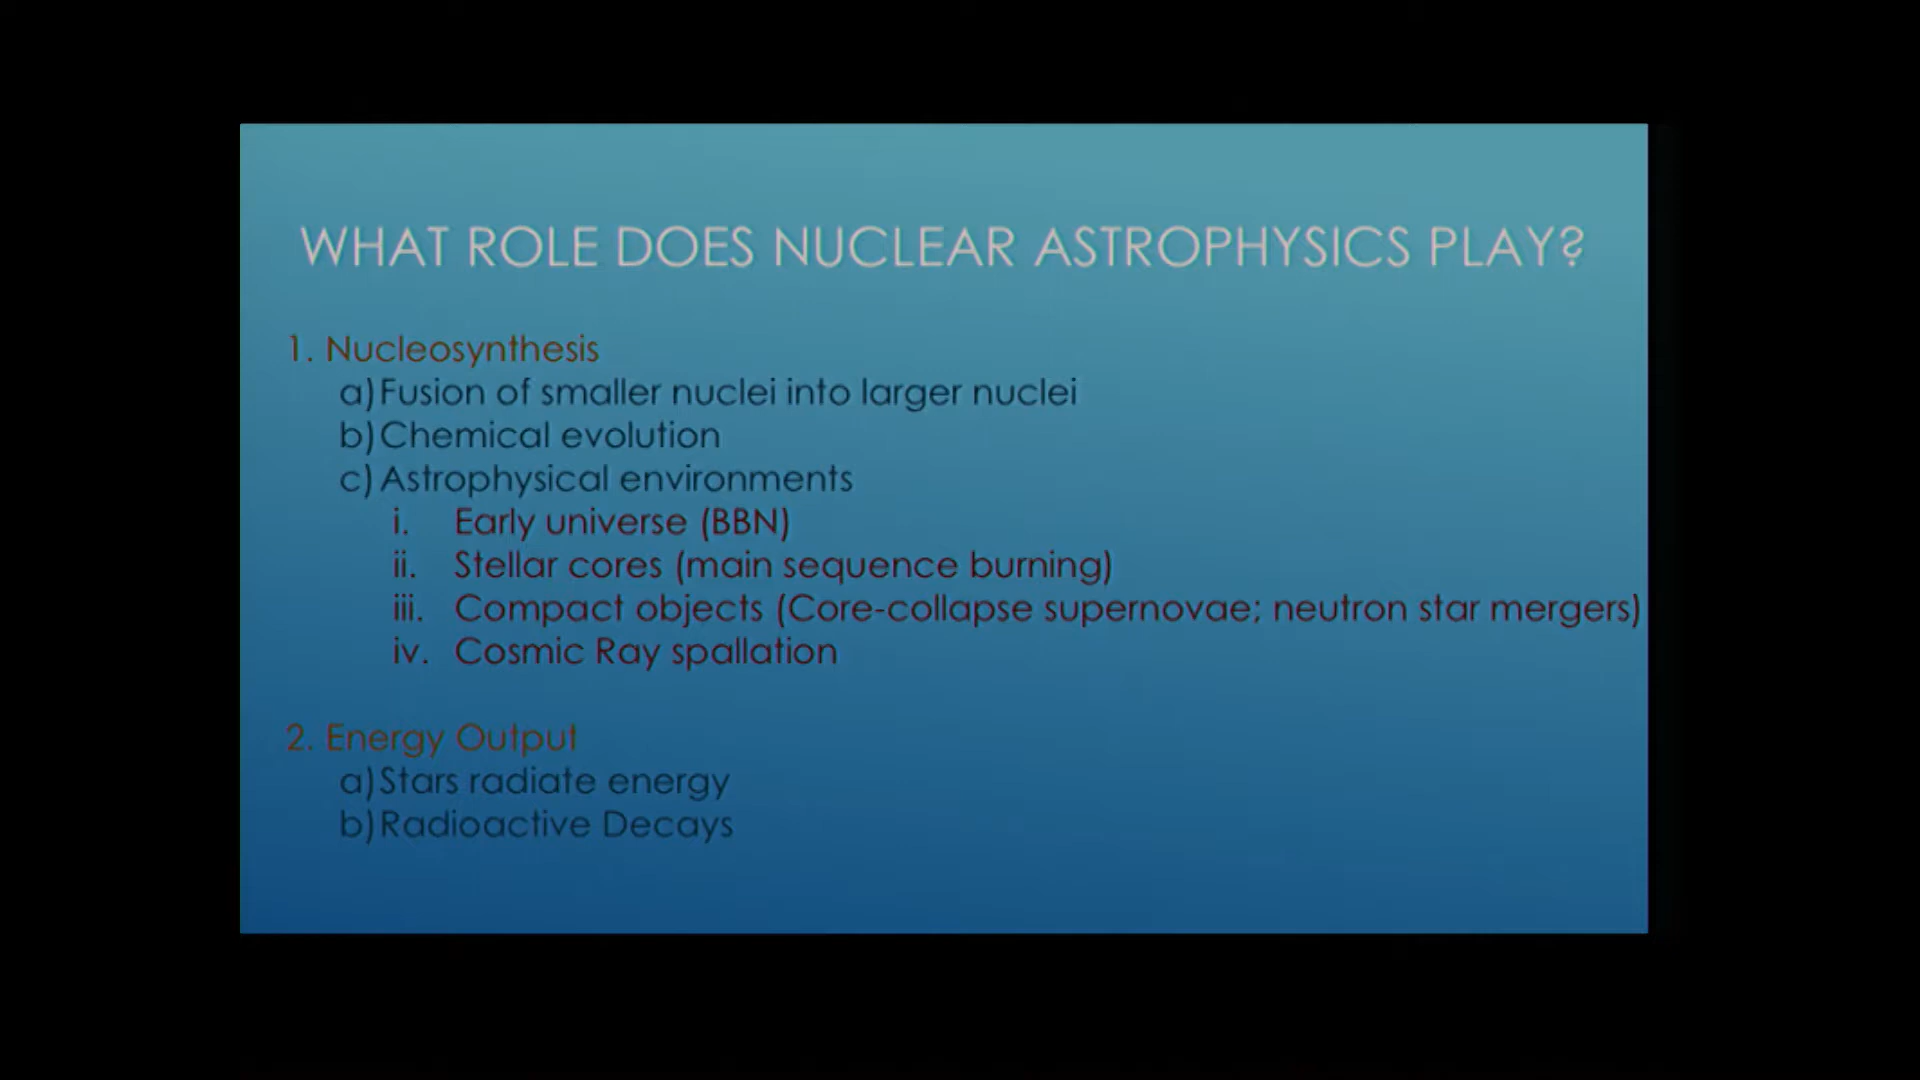 WHAT ROLE DOES NUCLEAR ASTROPHYSICS PLAY?
1. Nucleosynthesis
a) Fusion of smaller nuclei into larger nuclei
b) Chemical evolution
c) Astrophysical environments
i. Early universe (BBN)
ii. Stellar cores (main sequence burning)
iii. Compact objects (Core-collapse supernovae; neutron star mergers)
iv. Cosmic Ray spallation
2. Energy Output
a) Stars radiate energy
b) Radioactive Decays